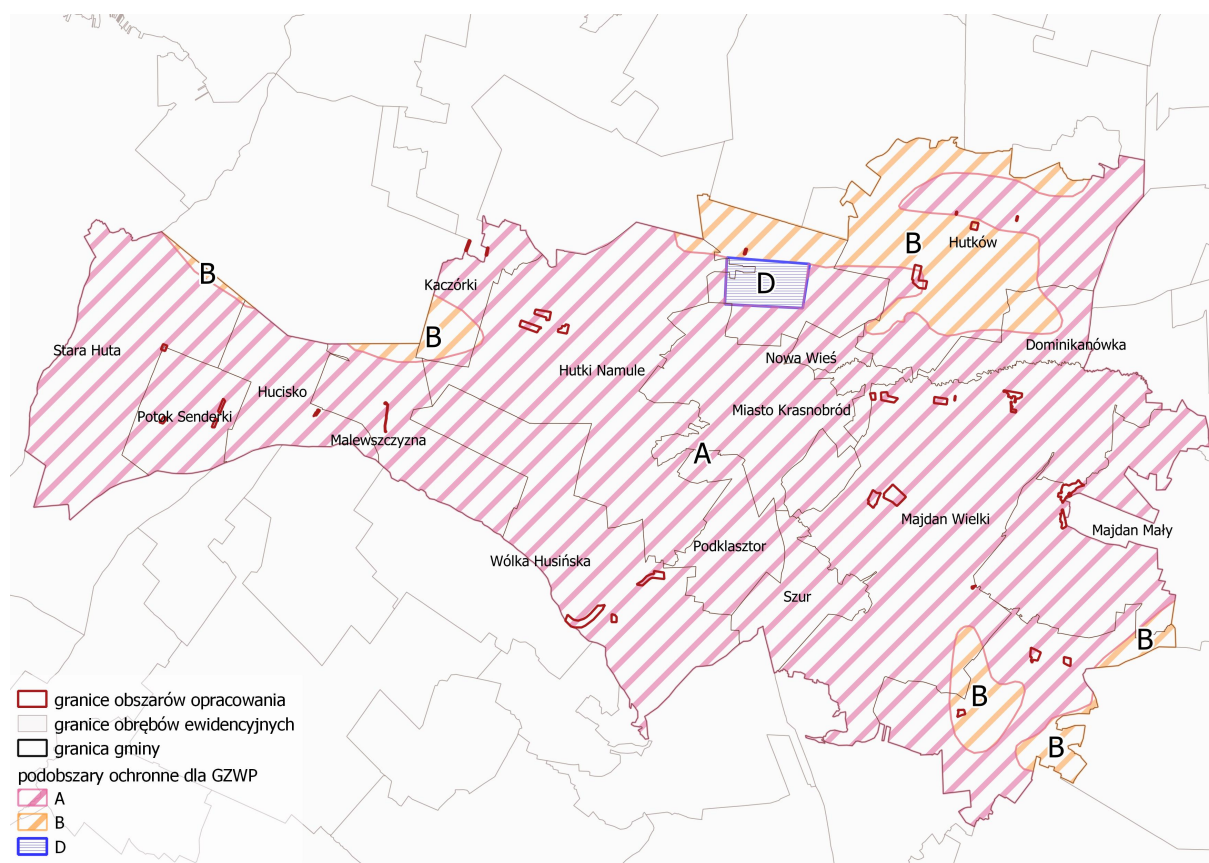 B
Hutków
B
D
Kaczórki
B
Stara Huta
Nowa Wieś
Dominikanówka
Hutki Namule
Hucisko
Miasto Krasnobród
Potok Senderki
Malewszczyzna
A
Majdan Wielki
Majdan Mały
Podklasztor
Wólka Husińska
Szur
B
B
B
granice obszarów opracowania
granice obrębów ewidencyjnych
granica gminy
podobszary ochronne dla GZWP
A
B
D